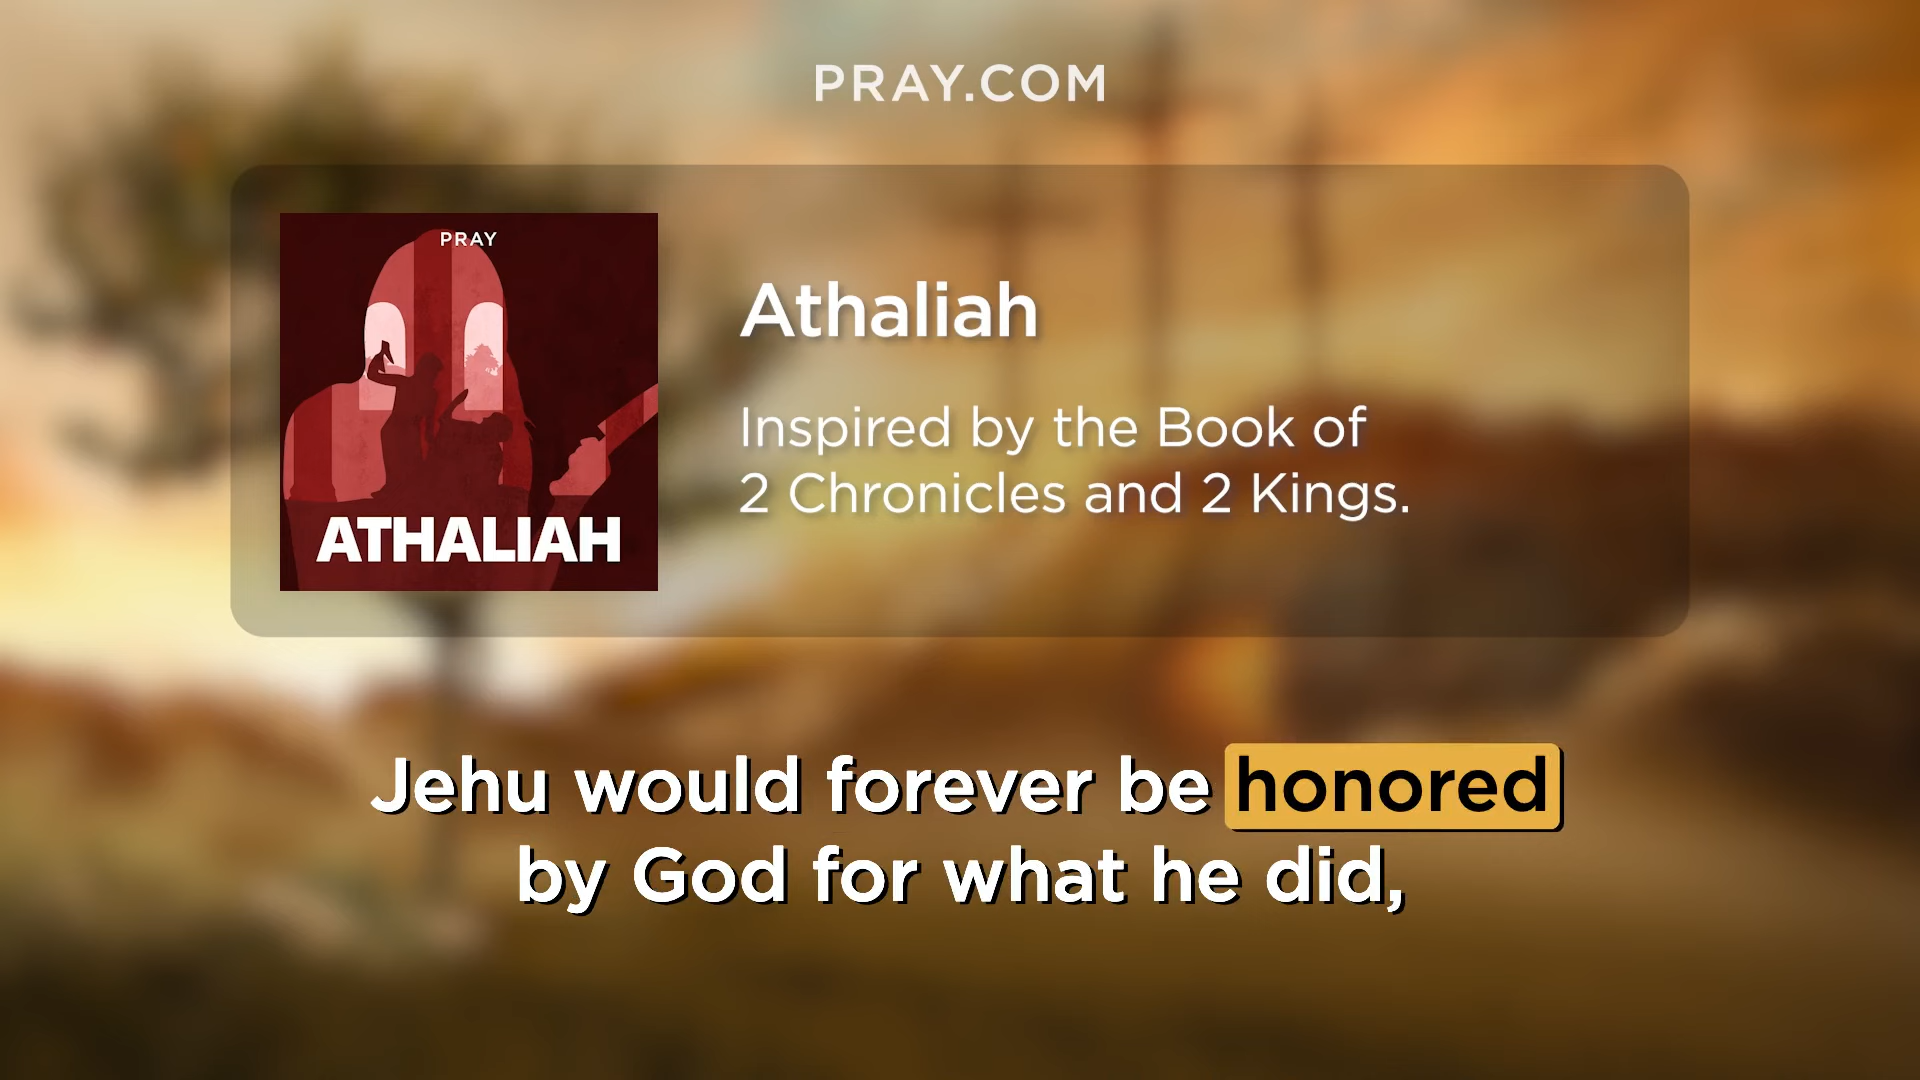 PRAY.COM
PRAY
ATHALIAH
Athaliah
Inspired by the Book of
2 Chronicles and 2 Kings.
Jehu would forever be honored
by God for what he did,